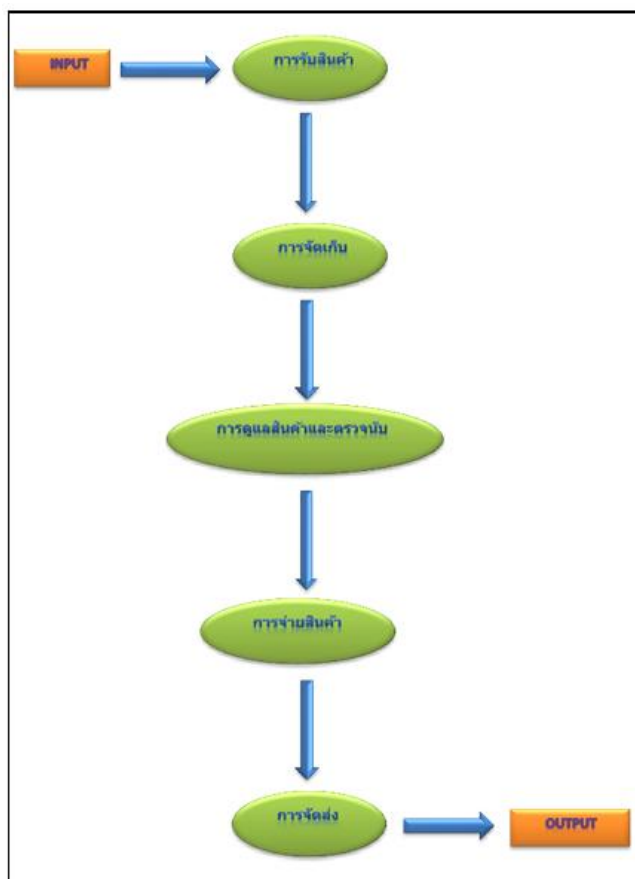 INPUT
การรับสินค้า
การจัดเก็บ
การดูแลสินค้าและตรวจนับ
การจ่ายสินค้า
การจัดส่ง
OUTPUT